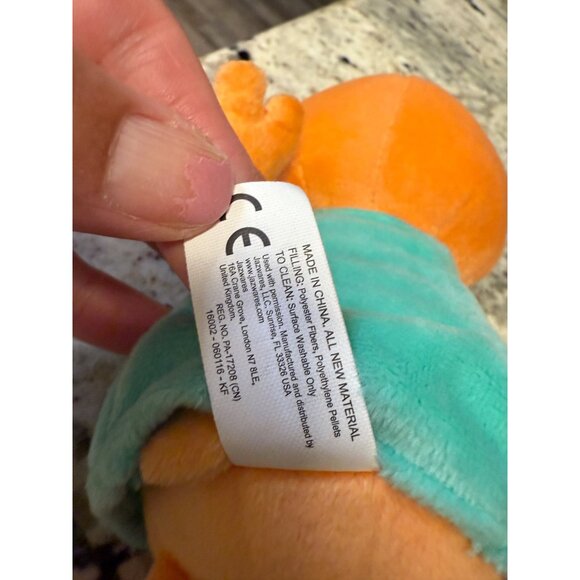 CE
MADE IN CHINA. ALL NEW MATERIAL
FILLING: Polyester Fibers, Polyethylene Pellets
TO CLEAN: Surface Washable Only
Used with permission. Manufactured and distributed by
Jazwares, LLC. Sunrise, FL 33326 USA
www.jazwares.com
Jazwares
16A Crane Grove, London N7 8LE,
United Kingdom.
REG. NO. PA-17208 (CN)
16002 - 060116 - KF